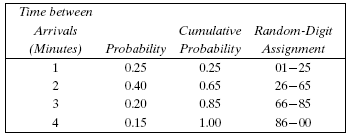 Time between
Arrivals Cumulative Random-Digit
(Minutes) Probability Probability Assignment
1 0.25 0.25 01–25
2 0.40 0.65 26–65
3 0.20 0.85 66–85
4 0.15 1.00 86–00